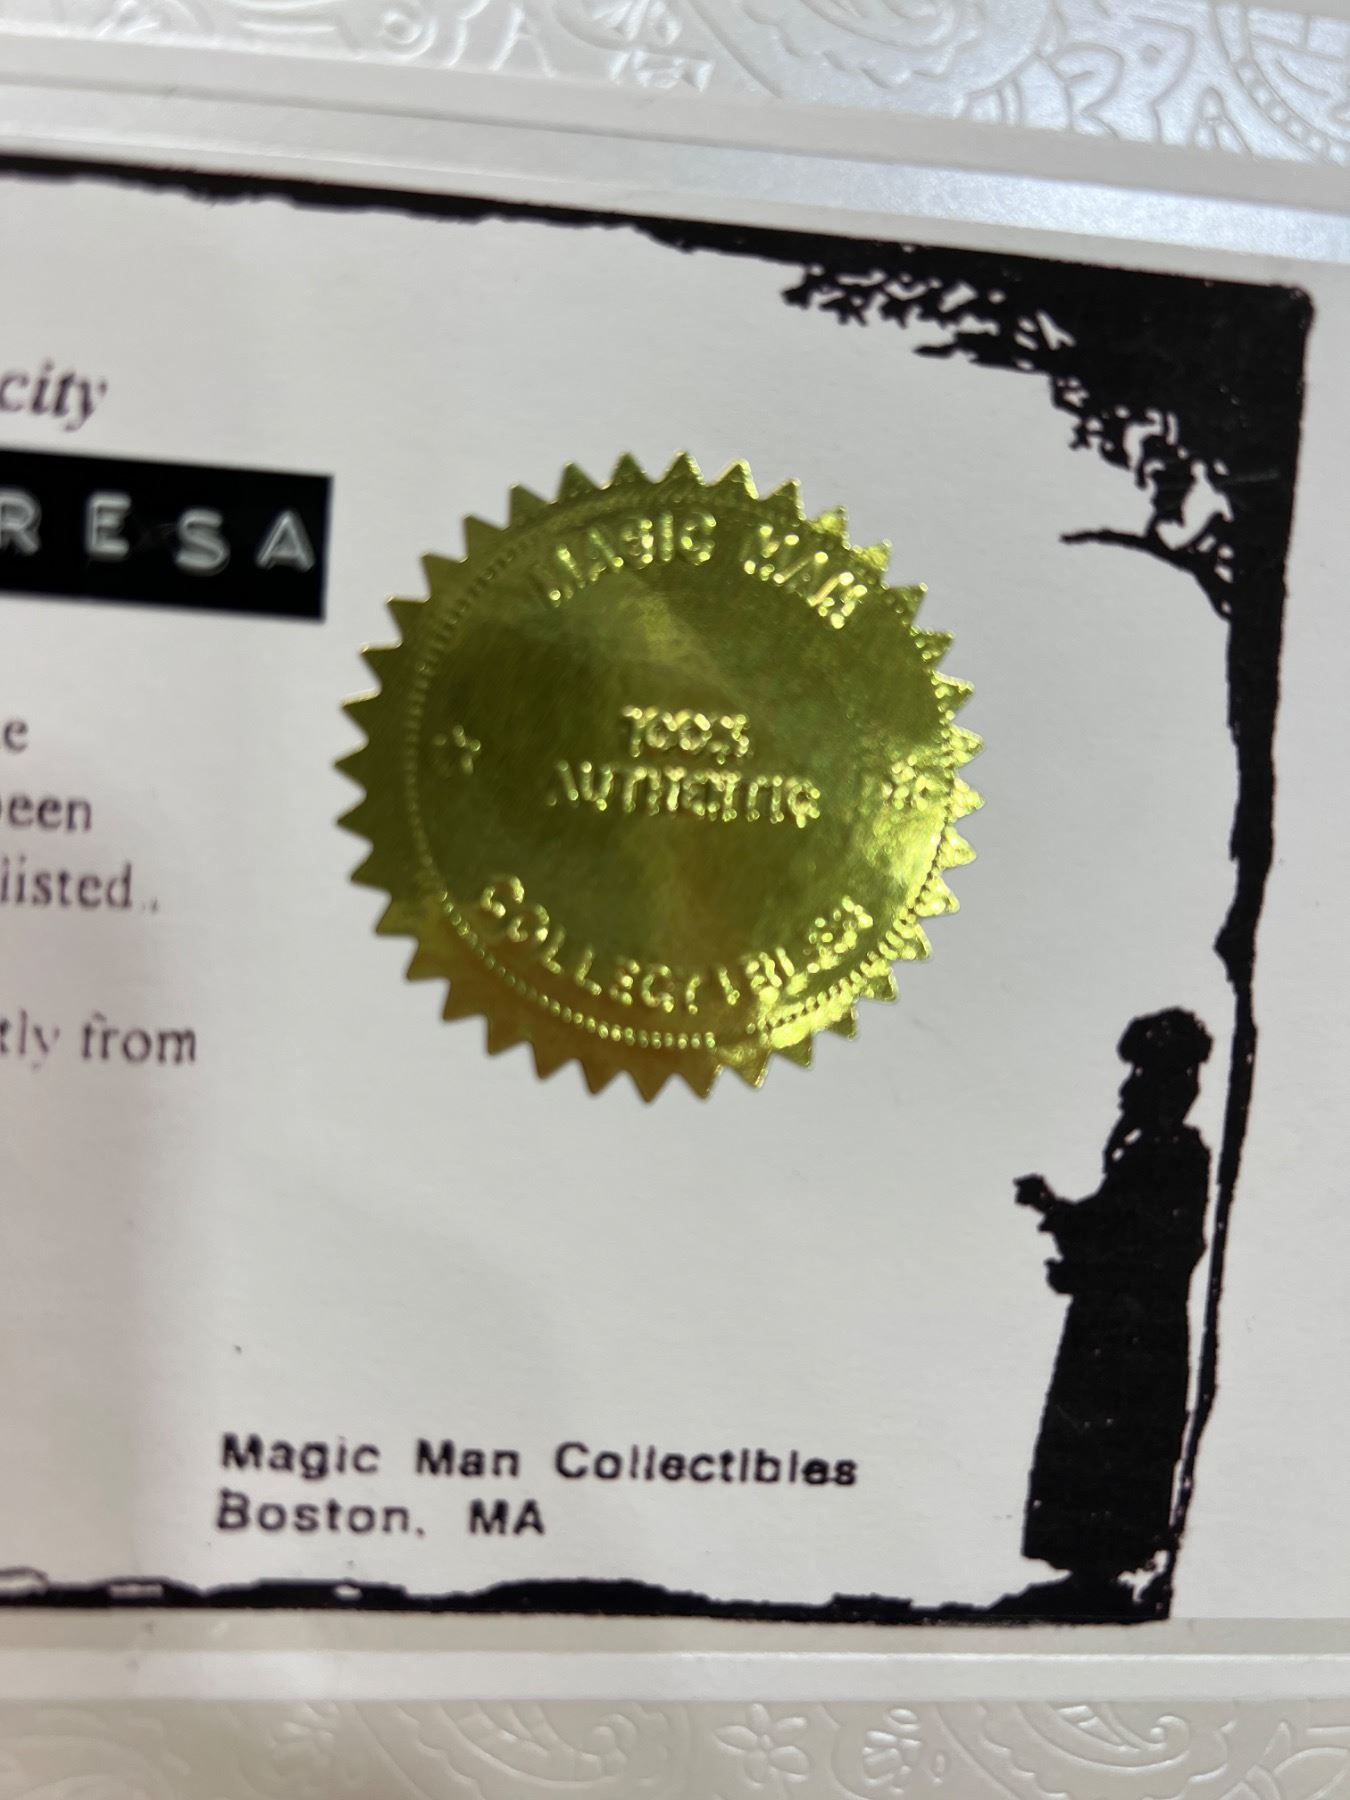 city
RESA
e
been
listed.
tly from
MAGIC MAN
100%
AUTHENTIC
COLLECTIBLES
Magic Man Collectibles
Boston, MA